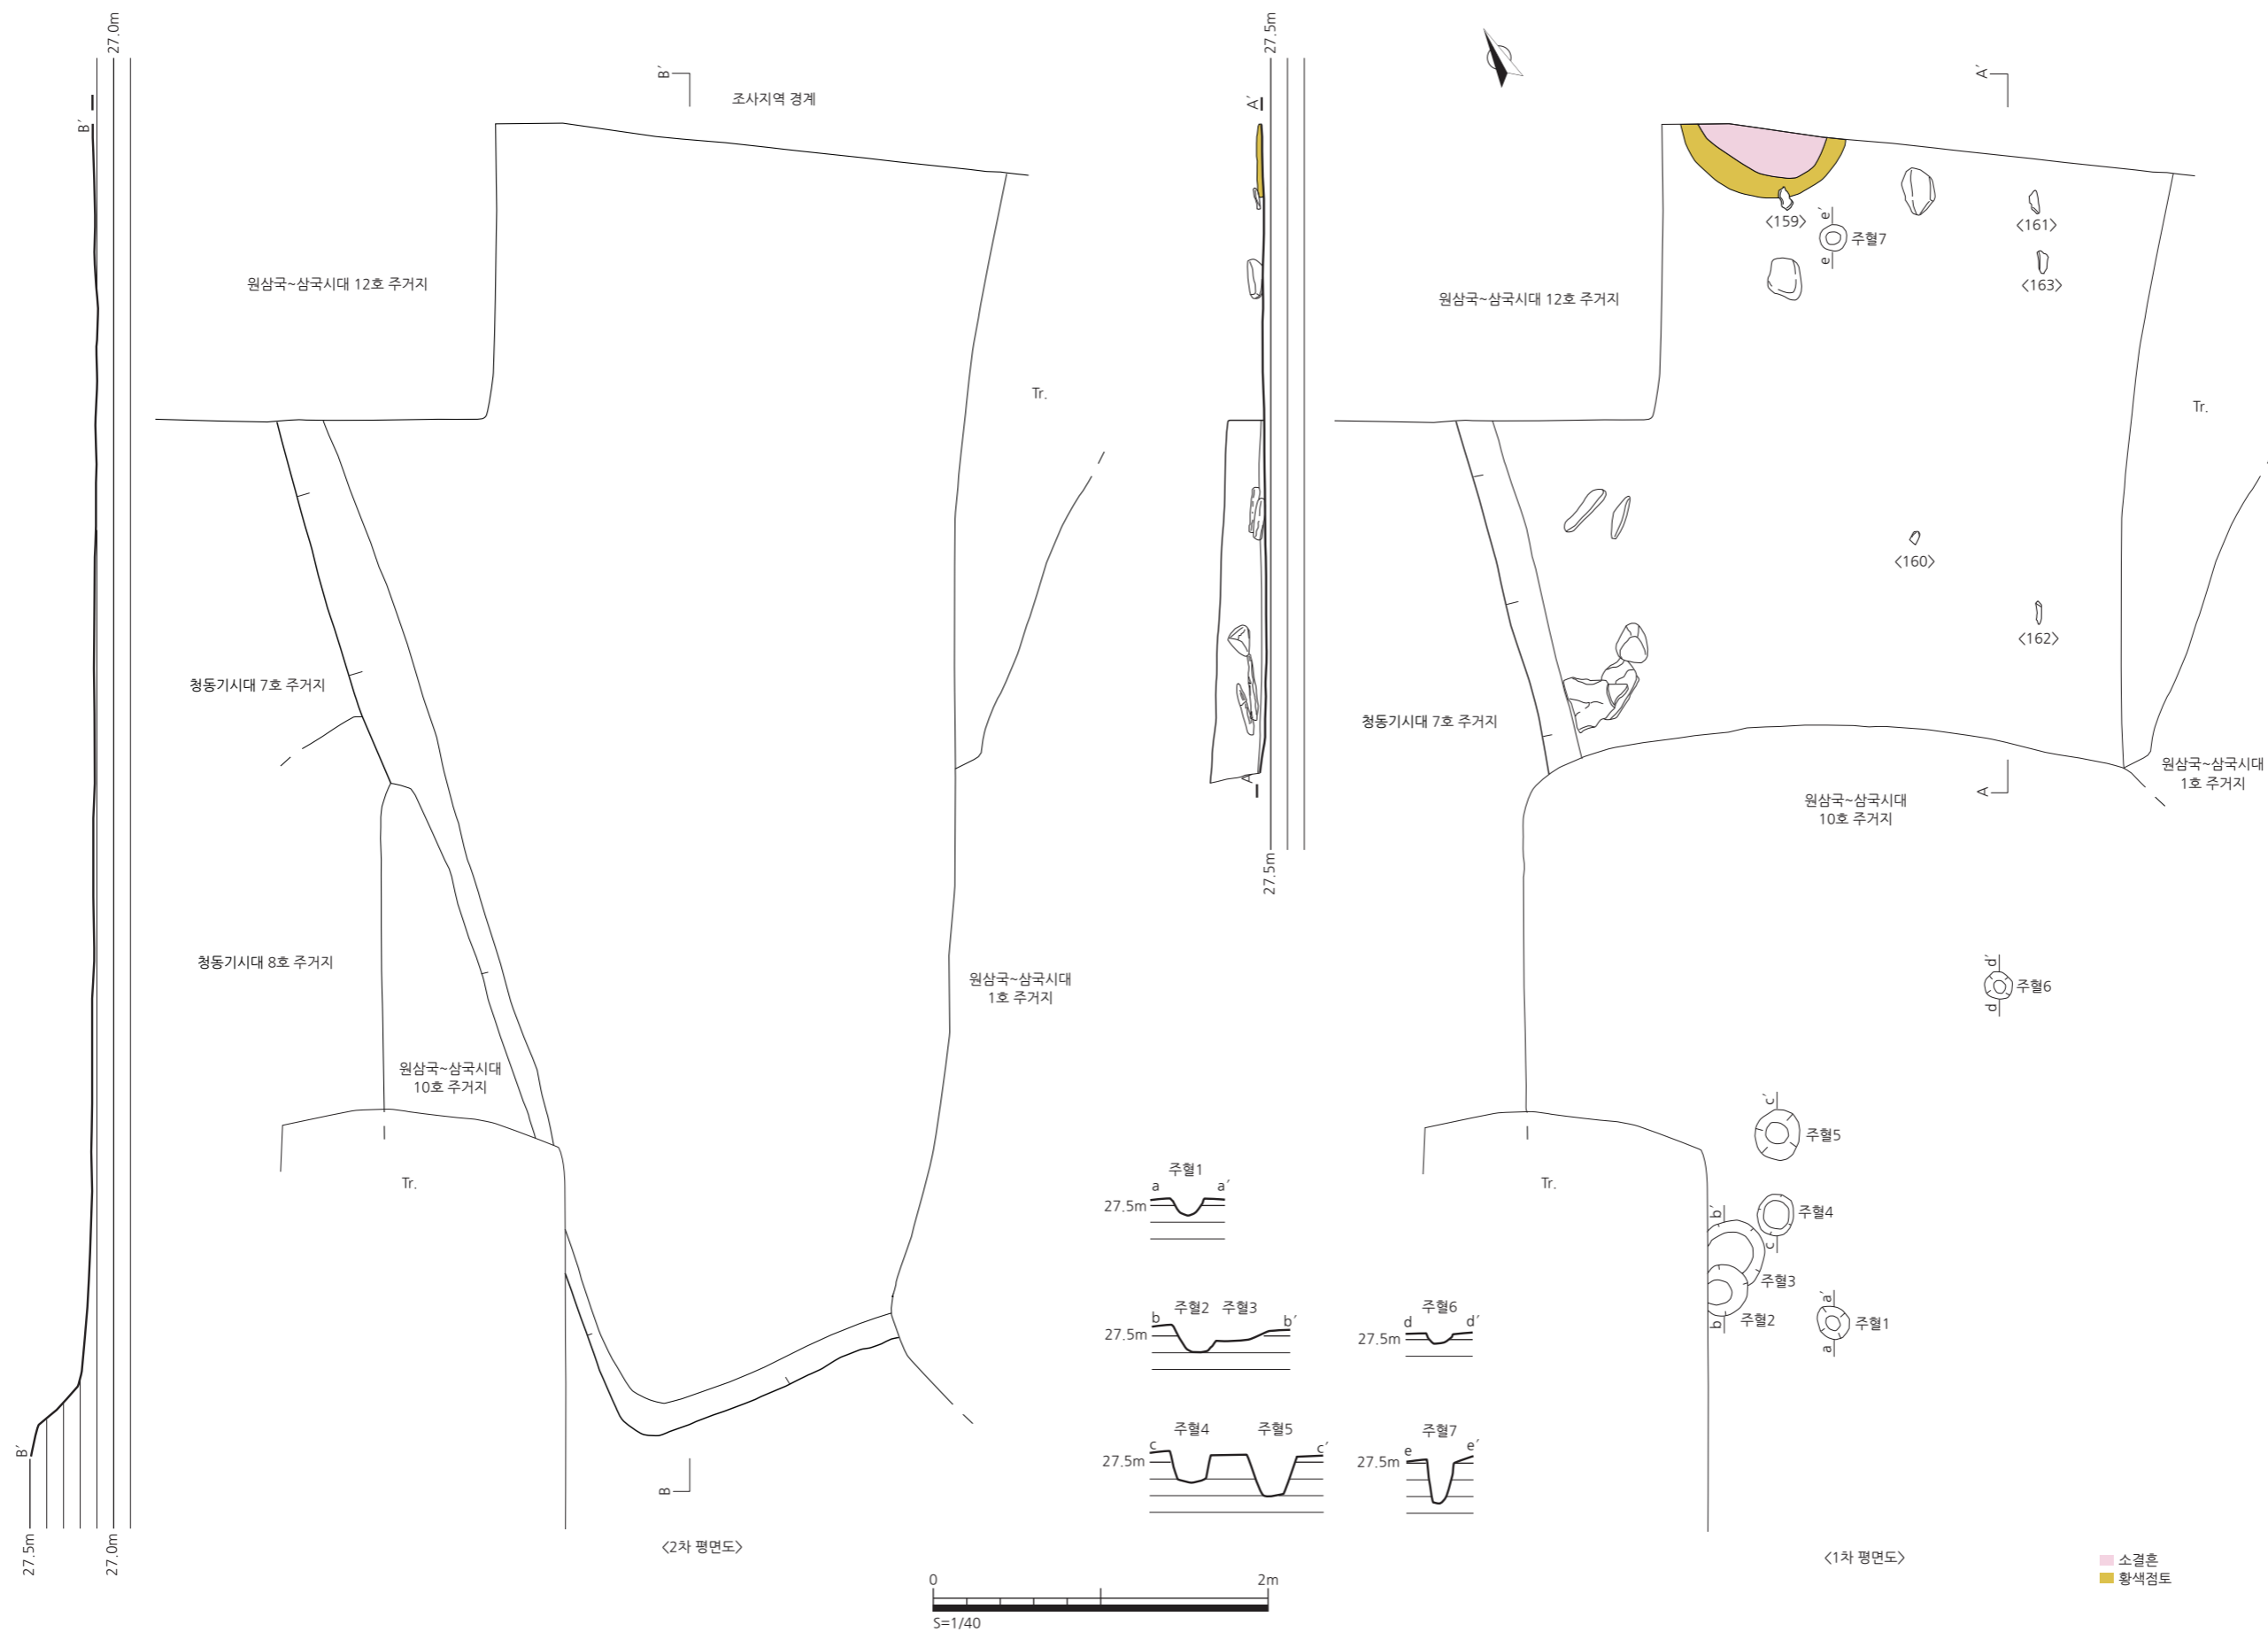 27.0m
B′
B′
27.5m
27.0m
B′
조사지역 경계
원삼국~삼국시대 12호 주거지
Tr.
청동기시대 7호 주거지
청동기시대 8호 주거지
원삼국~삼국시대
10호 주거지
원삼국~삼국시대
1호 주거지
Tr.
B
〈2차 평면도〉
27.5m
A′
A
27.5m
A′
〈159〉
e′
e
주혈7
〈161〉
〈163〉
원삼국~삼국시대 12호 주거지
Tr.
〈160〉
〈162〉
청동기시대 7호 주거지
A
원삼국~삼국시대
10호 주거지
원삼국~삼국시대
1호 주거지
d′
d
주혈6
c′
주혈5
주혈4
c
b′
주혈3
주혈2
b
a′
주혈1
a
Tr.
〈1차 평면도〉
주혈1
a a′
27.5m
주혈2 주혈3
b b′
27.5m
주혈6
d d′
27.5m
주혈4 주혈5
c c′
27.5m
주혈7
e e′
27.5m
0 2m
S=1/40
소결흔
황색점토